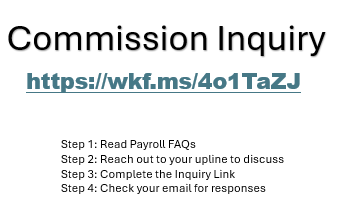 Commission Inquiry
https://wkf.ms/4o1TaZJ
Step 1: Read Payroll FAQs
Step 2: Reach out to your upline to discuss
Step 3: Complete the Inquiry Link
Step 4: Check your email for responses